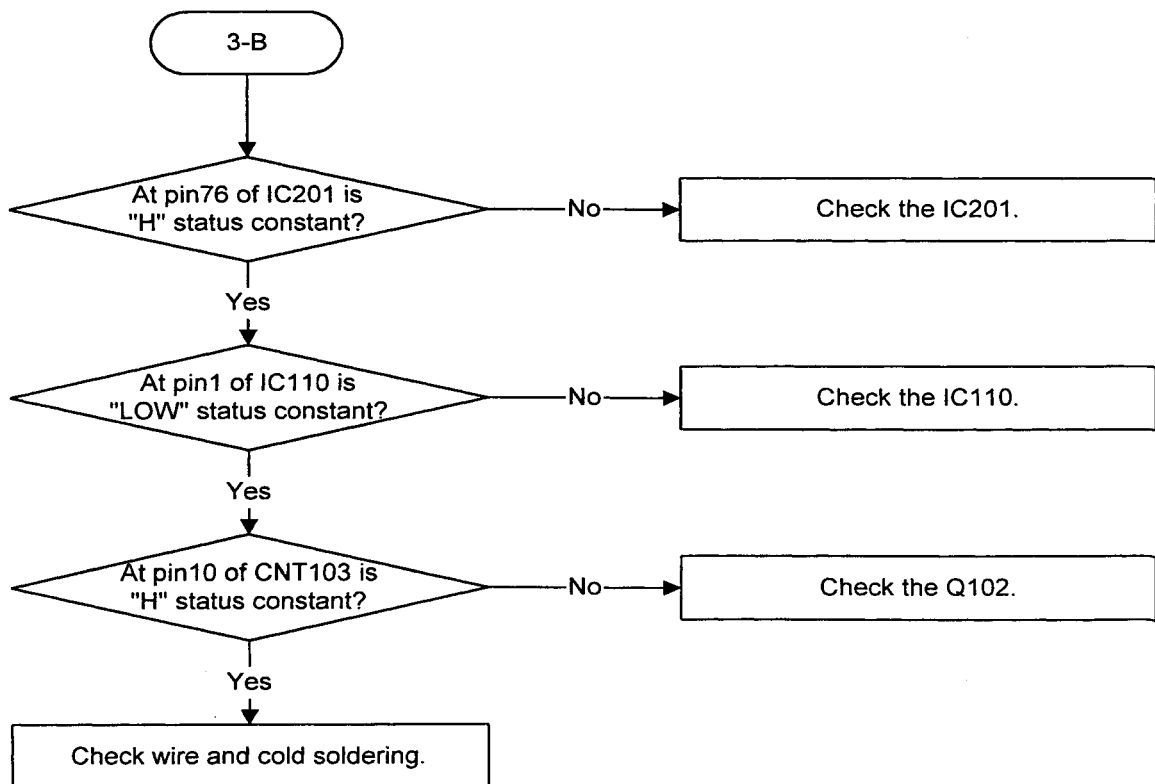 3-B
At pin76 of IC201 is
"H" status constant?
No
Check the IC201.
Yes
At pin1 of IC110 is
"LOW" status constant?
No
Check the IC110.
Yes
At pin10 of CNT103 is
"H" status constant?
No
Check the Q102.
Yes
Check wire and cold soldering.